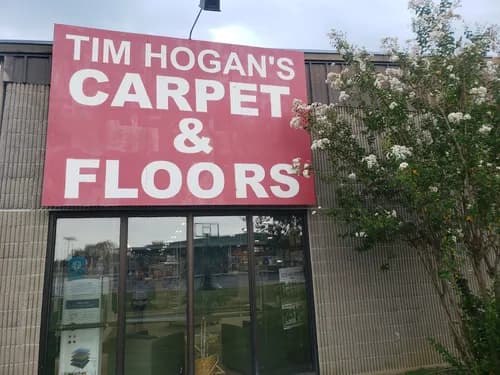 TIM HOGAN'S
CARPET
&
FLOORS